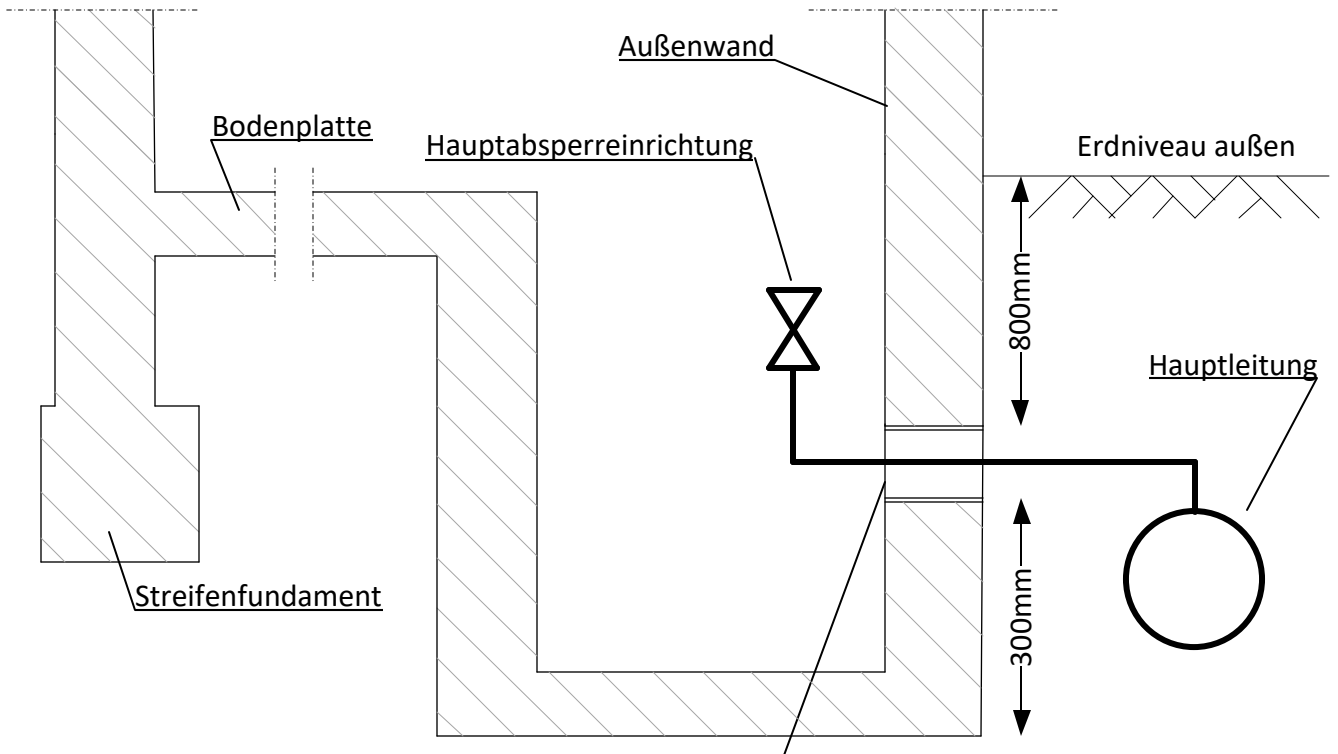 Außenwand
Bodenplatte
Hauptabsperreinrichtung
Erdniveau außen
800mm
Hauptleitung
Streifenfundament
300mm